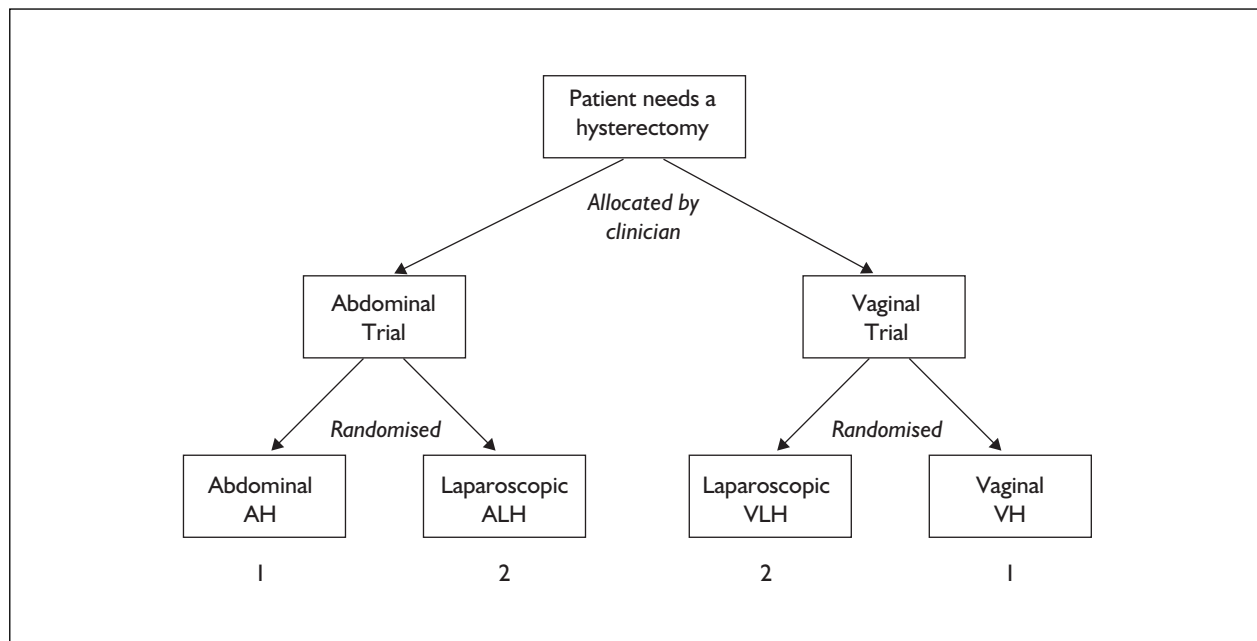 Patient needs a
hysterectomy
Allocated by
clinician
Abdominal
Trial
Vaginal
Trial
Randomised
Randomised
Abdominal
AH
Laparoscopic
ALH
Laparoscopic
VLH
Vaginal
VH
1
2
2
1